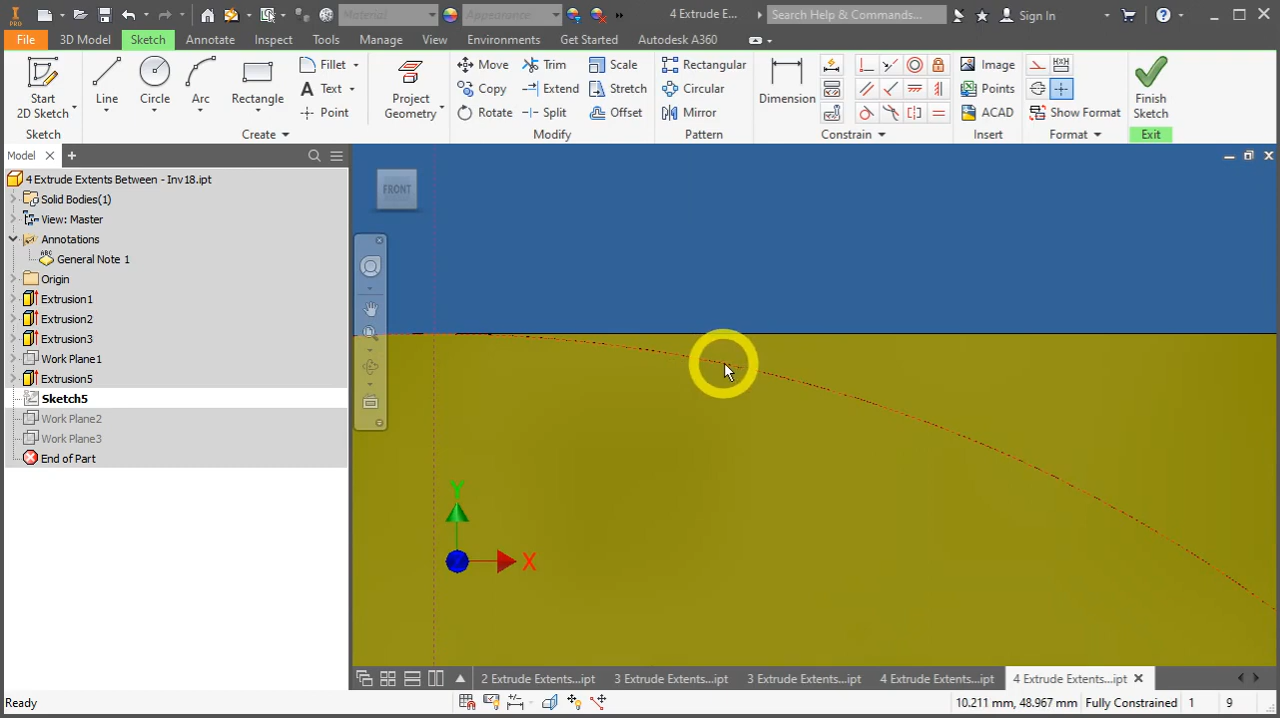 PRO
Material
Appearance
4 Extrude E...
Search Help & Commands...
Sign In
File
3D Model
Sketch
Annotate
Inspect
Tools
Manage
View
Environments
Get Started
Autodesk A360
Start
2D Sketch
Line
Circle
Arc
Rectangle
Fillet
Text
Point
Project
Geometry
Move
Copy
Rotate
Trim
Extend
Split
Scale
Stretch
Offset
Rectangular
Circular
Mirror
Dimension
Image
Points
ACAD
Show Format
Finish
Sketch
Sketch
Create
Modify
Pattern
Constrain
Insert
Format
Exit
Model
4 Extrude Extents Between - Inv18.ipt
Solid Bodies(1)
View: Master
Annotations
General Note 1
Origin
Extrusion1
Extrusion2
Extrusion3
Work Plane1
Extrusion5
Sketch5
Work Plane2
Work Plane3
End of Part
FRONT
Y
X
2 Extrude Extents...ipt
3 Extrude Extents...ipt
3 Extrude Extents...ipt
4 Extrude Extents...ipt
4 Extrude Extents...ipt
Ready
10.211 mm, 48.967 mm
Fully Constrained
1
9